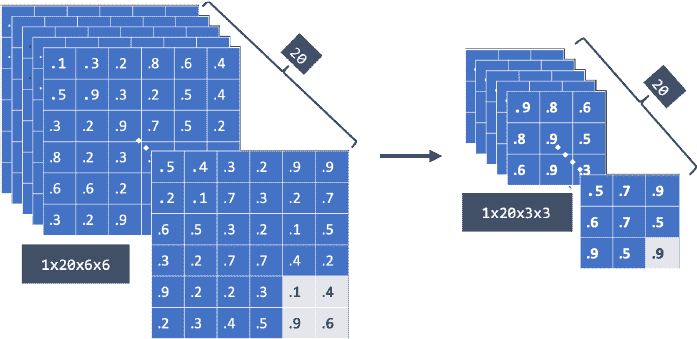 .1 .3 .2 .8 .6 .4
.5 .9 .3 .2 .5 .4
.3 .2 .9 .7 .5 .2
.8 .2 .3
.6 .6 .2
.3 .2 .9
.5 .4 .3 .2 .9 .9
.2 .1 .7 .3 .2 .7
.6 .5 .3 .2 .1 .5
.3 .2 .7 .7 .4 .2
.9 .2 .2 .3 .1 .4
.2 .3 .4 .5 .9 .6
1x20x6x6
20
.9 .8 .6
.8 .9 .5
.6 .9 .3
.5 .7 .9
.6 .7 .5
.9 .5 .9
1x20x3x3
20